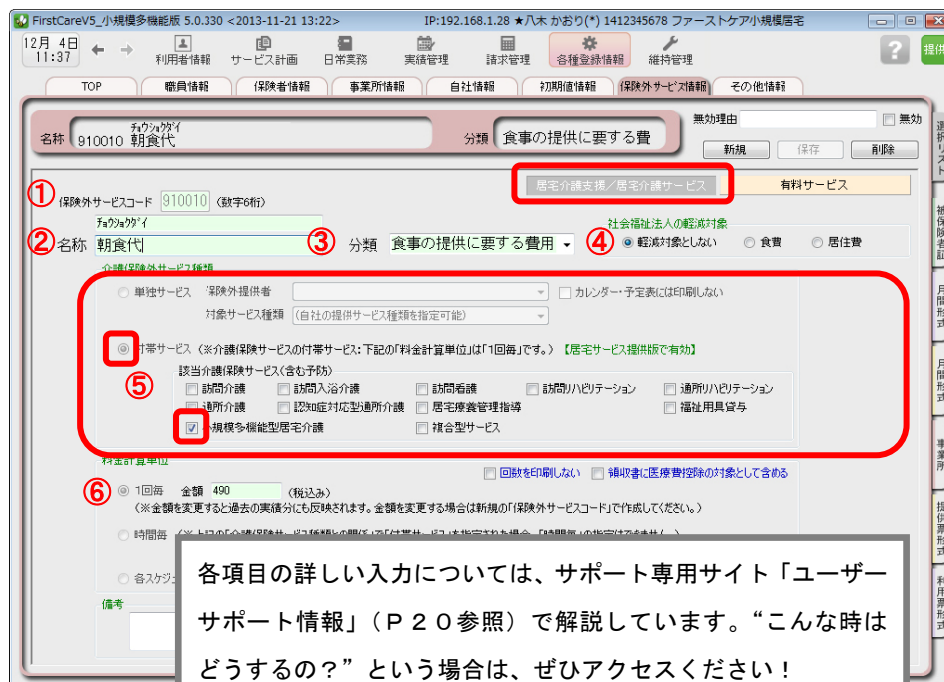 FirstCareV5_小規模多機能版 5.0.330 <2013-11-21 13:22> IP:192.168.1.28 ★八木 かおり(*) 1412345678 ファーストケア小規模居宅
12月 4日
11:37
利用者情報 サービス計画 日常業務 実績管理 請求管理 各種登録情報 維持管理 ? 提供
TOP 職員情報 保険者情報 事業所情報 自社情報 初期値情報 保険外サービス情報 その他情報
無効理由 無効
チョウショクダイ
名称 910010 朝食代 分類 食事の提供に要する費
新規 保存 削除
居宅介護支援/居宅介護サービス 有料サービス
① 保険外サービスコード 910010 (数字6桁)
チョウショクダイ
社会福祉法人の軽減対象
② 名称 朝食代 ③ 分類 食事の提供に要する費用 ④ 軽減対象としない 食費 居住費
介護保険外サービス種類
単独サービス 保険外提供者 カレンダー・予定表には印刷しない
対象サービス種類 (自社の提供サービス種類を指定可能)
付帯サービス (※介護保険サービスの付帯サービス:下記の「料金計算単位」は「1回毎」です。) 【居宅サービス提供版で有効】
⑤ 該当介護保険サービス(含む予防)
訪問介護 訪問入浴介護 訪問看護 訪問リハビリテーション 通所リハビリテーション
通所介護 認知症対応型通所介護 居宅療養管理指導 福祉用具貸与
小規模多機能型居宅介護 複合型サービス
料金計算単位
回数を印刷しない 領収書に医療費控除の対象として含める
⑥ 1回毎 金額 490 (税込み)
(※金額を変更すると過去の実績分にも反映されます。金額を変更する場合は新規の「保険外サービスコード」で作成してください。)
時間毎
各スケジュ
備考
各項目の詳しい入力については、サポート専用サイト「ユーザー
サポート情報」(P20参照)で解説しています。“こんな時は
どうするの?”という場合は、ぜひアクセスください!
選択リスト
被保険者証
月間形式
月間形式
事業所
提供票形式
利用票形式